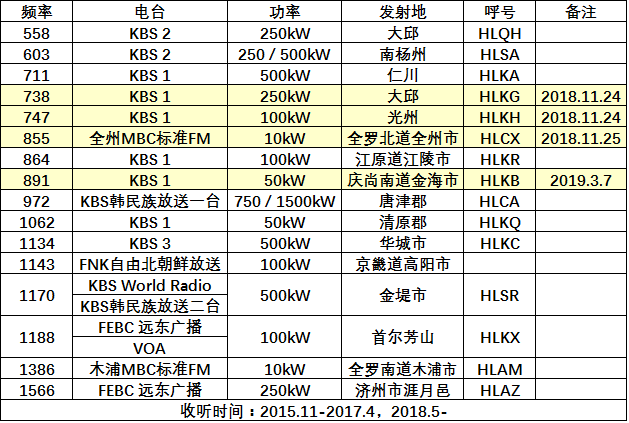 频率 电台 功率 发射地 呼号 备注
558 KBS 2 250kW 大邱 HLQH
603 KBS 2 250 / 500kW 南杨州 HLSA
711 KBS 1 500kW 仁川 HLKA
738 KBS 1 250kW 大邱 HLKG 2018.11.24
747 KBS 1 100kW 光州 HLKH 2018.11.24
855 全州MBC标准FM 10kW 全罗北道全州市 HLCX 2018.11.25
864 KBS 1 100kW 江原道江陵市 HLKR
891 KBS 1 50kW 庆尚南道金海市 HLKB 2019.3.7
972 KBS韩民族放送一台 750 / 1500kW 唐津郡 HLCA
1062 KBS 1 50kW 清原郡 HLKQ
1134 KBS 3 500kW 华城市 HLKC
1143 FNK自由北朝鲜放送 100kW 京畿道高阳市
1170 KBS World Radio 500kW 金堤市 HLSR
KBS韩民族放送二台
1188 FEBC 远东广播 100kW 首尔芳山 HLKX
VOA
1386 木浦MBC标准FM 10kW 全罗南道木浦市 HLAM
1566 FEBC 远东广播 250kW 济州市涯月邑 HLAZ
收听时间：2015.11-2017.4，2018.5-